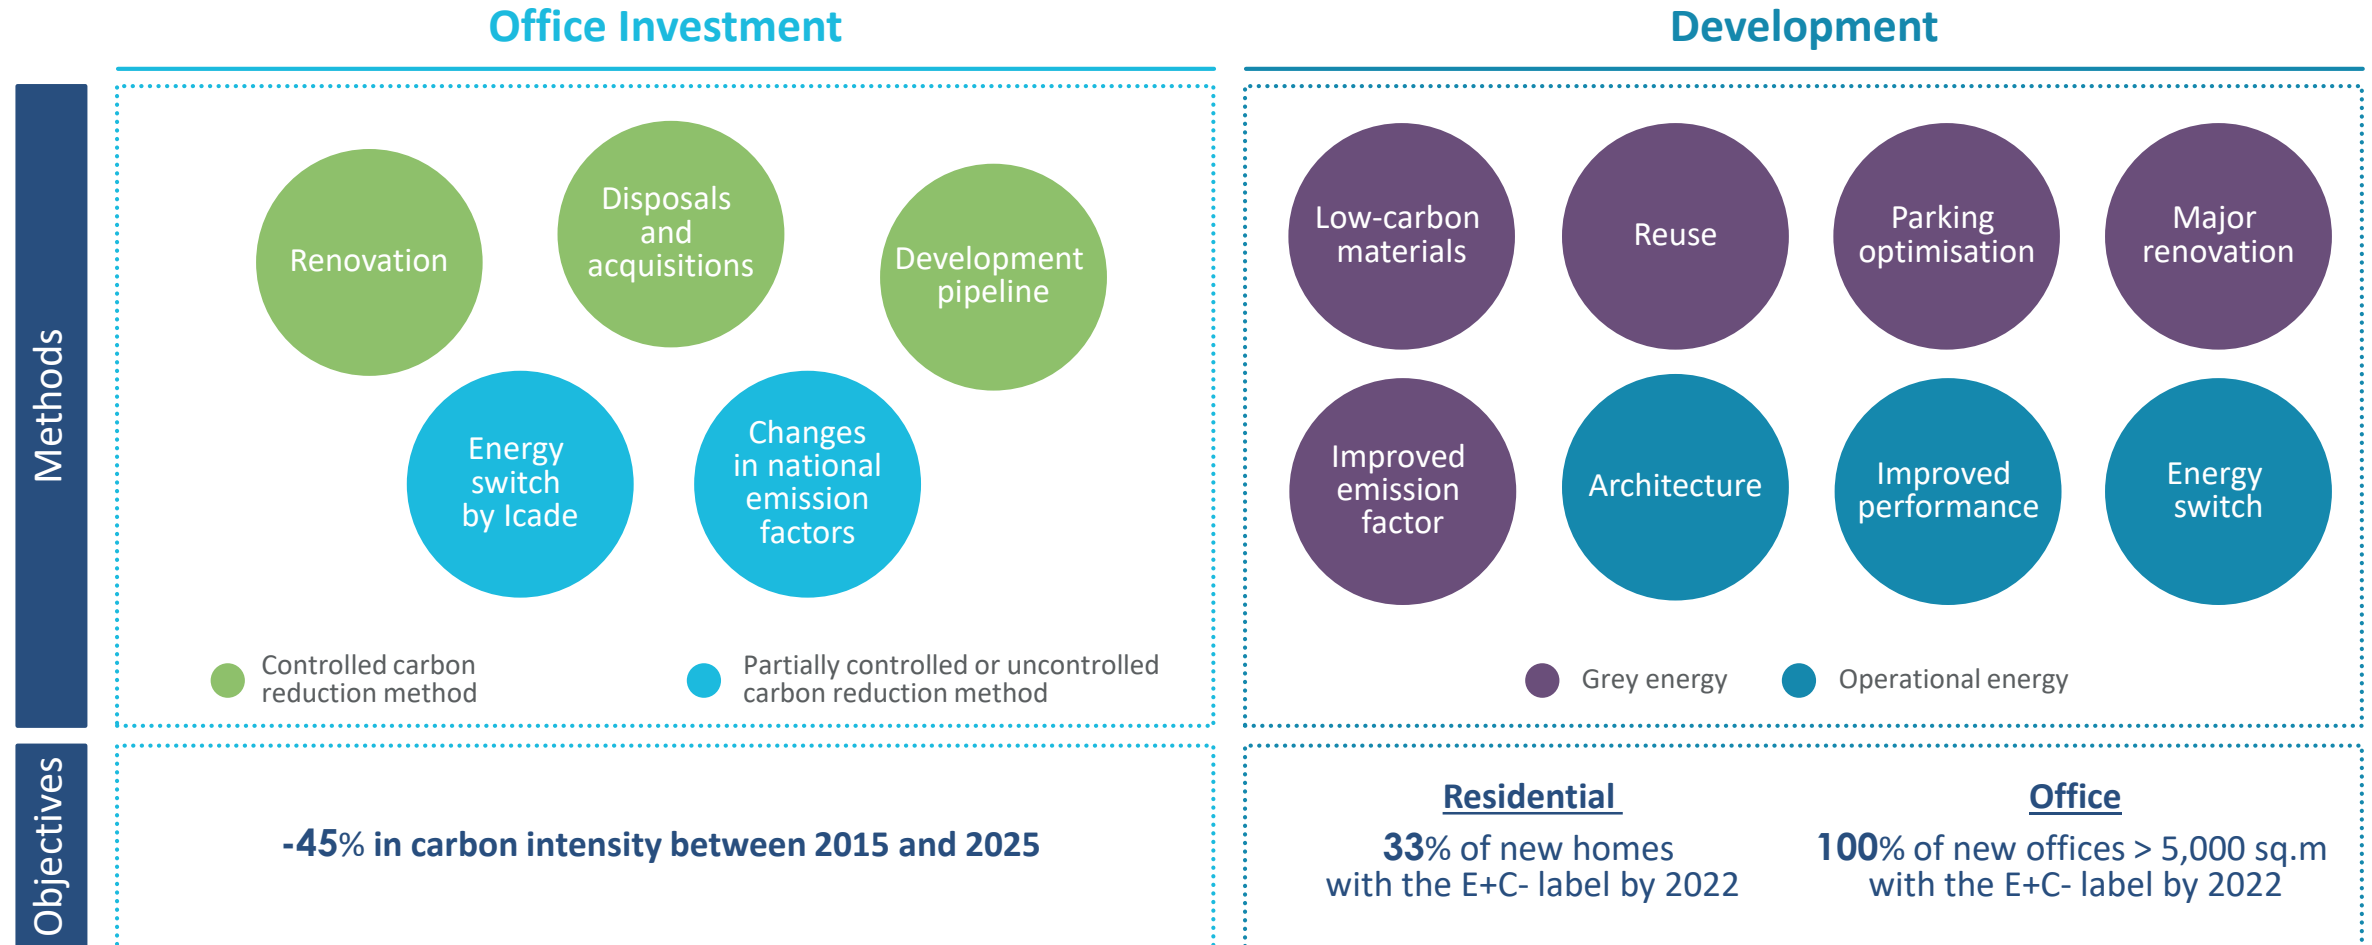 Office Investment
Development
Methods
Renovation
Disposals
and
acquisitions
Development
pipeline
Energy
switch
by Icade
Changes
in national
emission
factors
Controlled carbon
reduction method
Partially controlled or uncontrolled
carbon reduction method
Low-carbon
materials
Reuse
Parking
optimisation
Major
renovation
Improved
emission
factor
Architecture
Improved
performance
Energy
switch
Grey energy
Operational energy
Objectives
-45% in carbon intensity between 2015 and 2025
Residential
33% of new homes
with the E+C- label by 2022
Office
100% of new offices > 5,000 sq.m
with the E+C- label by 2022